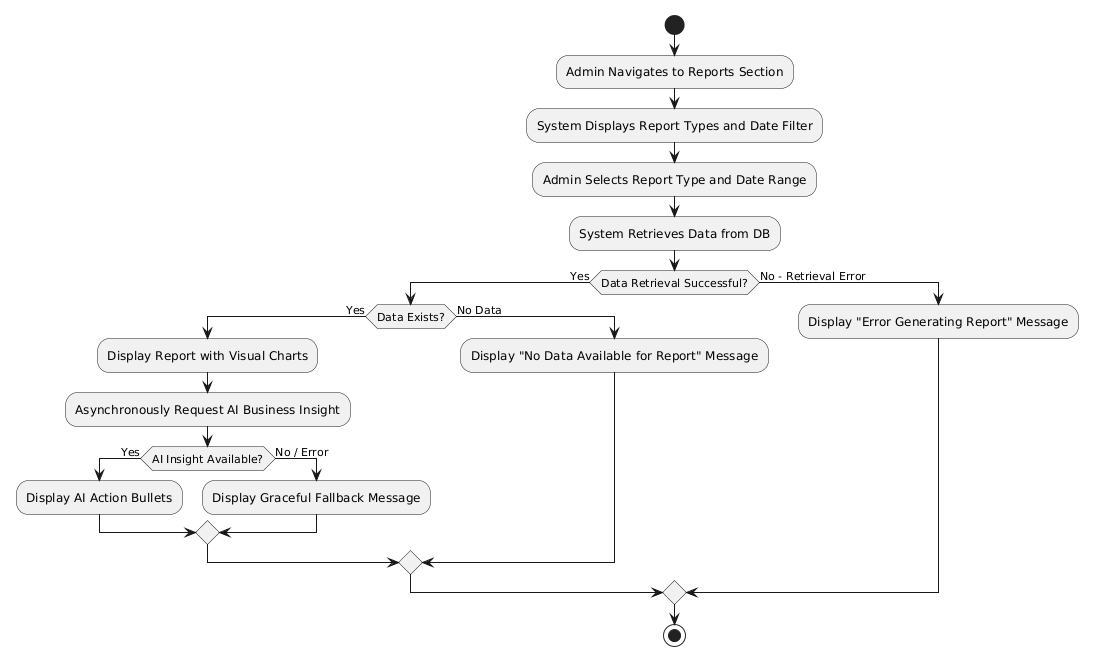 Admin Navigates to Reports Section
System Displays Report Types and Date Filter
Admin Selects Report Type and Date Range
System Retrieves Data from DB
Yes
Data Retrieval Successful?
No - Retrieval Error
Yes
Data Exists?
No Data
Display "Error Generating Report" Message
Display Report with Visual Charts
Display "No Data Available for Report" Message
Asynchronously Request AI Business Insight
Yes
AI Insight Available?
No / Error
Display AI Action Bullets
Display Graceful Fallback Message